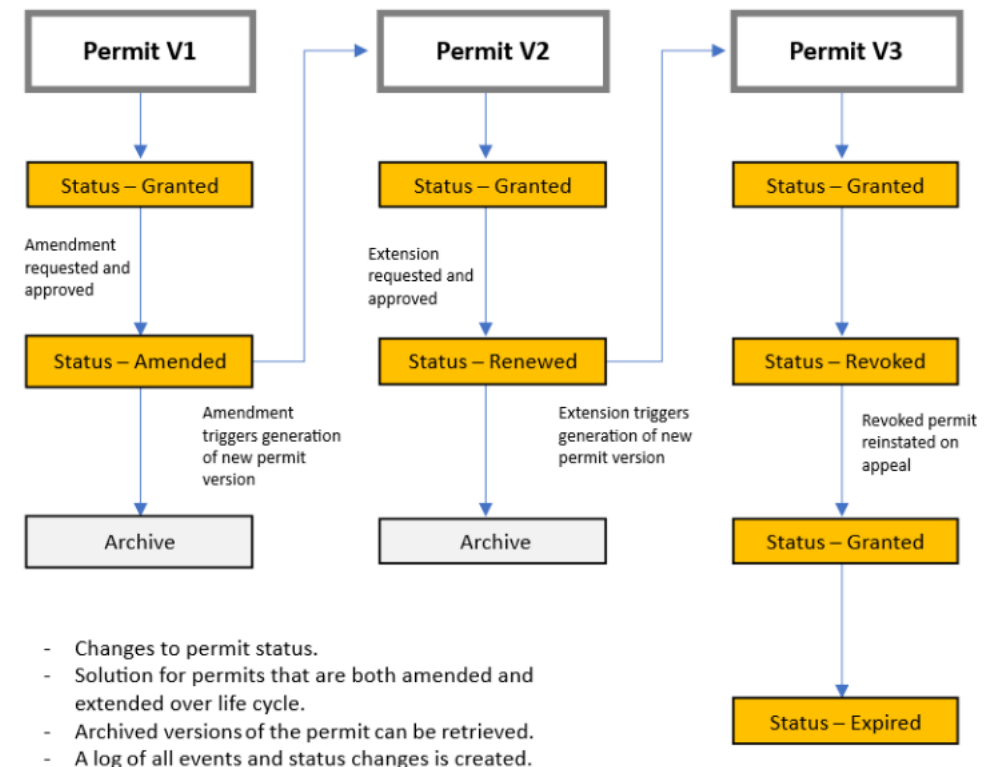 Permit V1
Permit V2
Permit V3
Status – Granted
Status – Granted
Status – Granted
Amendment
requested and
approved
Extension
requested and
approved
Status – Amended
Status – Renewed
Status – Revoked
Amendment
triggers generation
of new permit
version
Extension triggers
generation of new
permit version
Revoked permit
reinstated on
appeal
Archive
Archive
Status – Granted
Status – Expired
- Changes to permit status.
- Solution for permits that are both amended and
extended over life cycle.
- Archived versions of the permit can be retrieved.
- A log of all events and status changes is created.